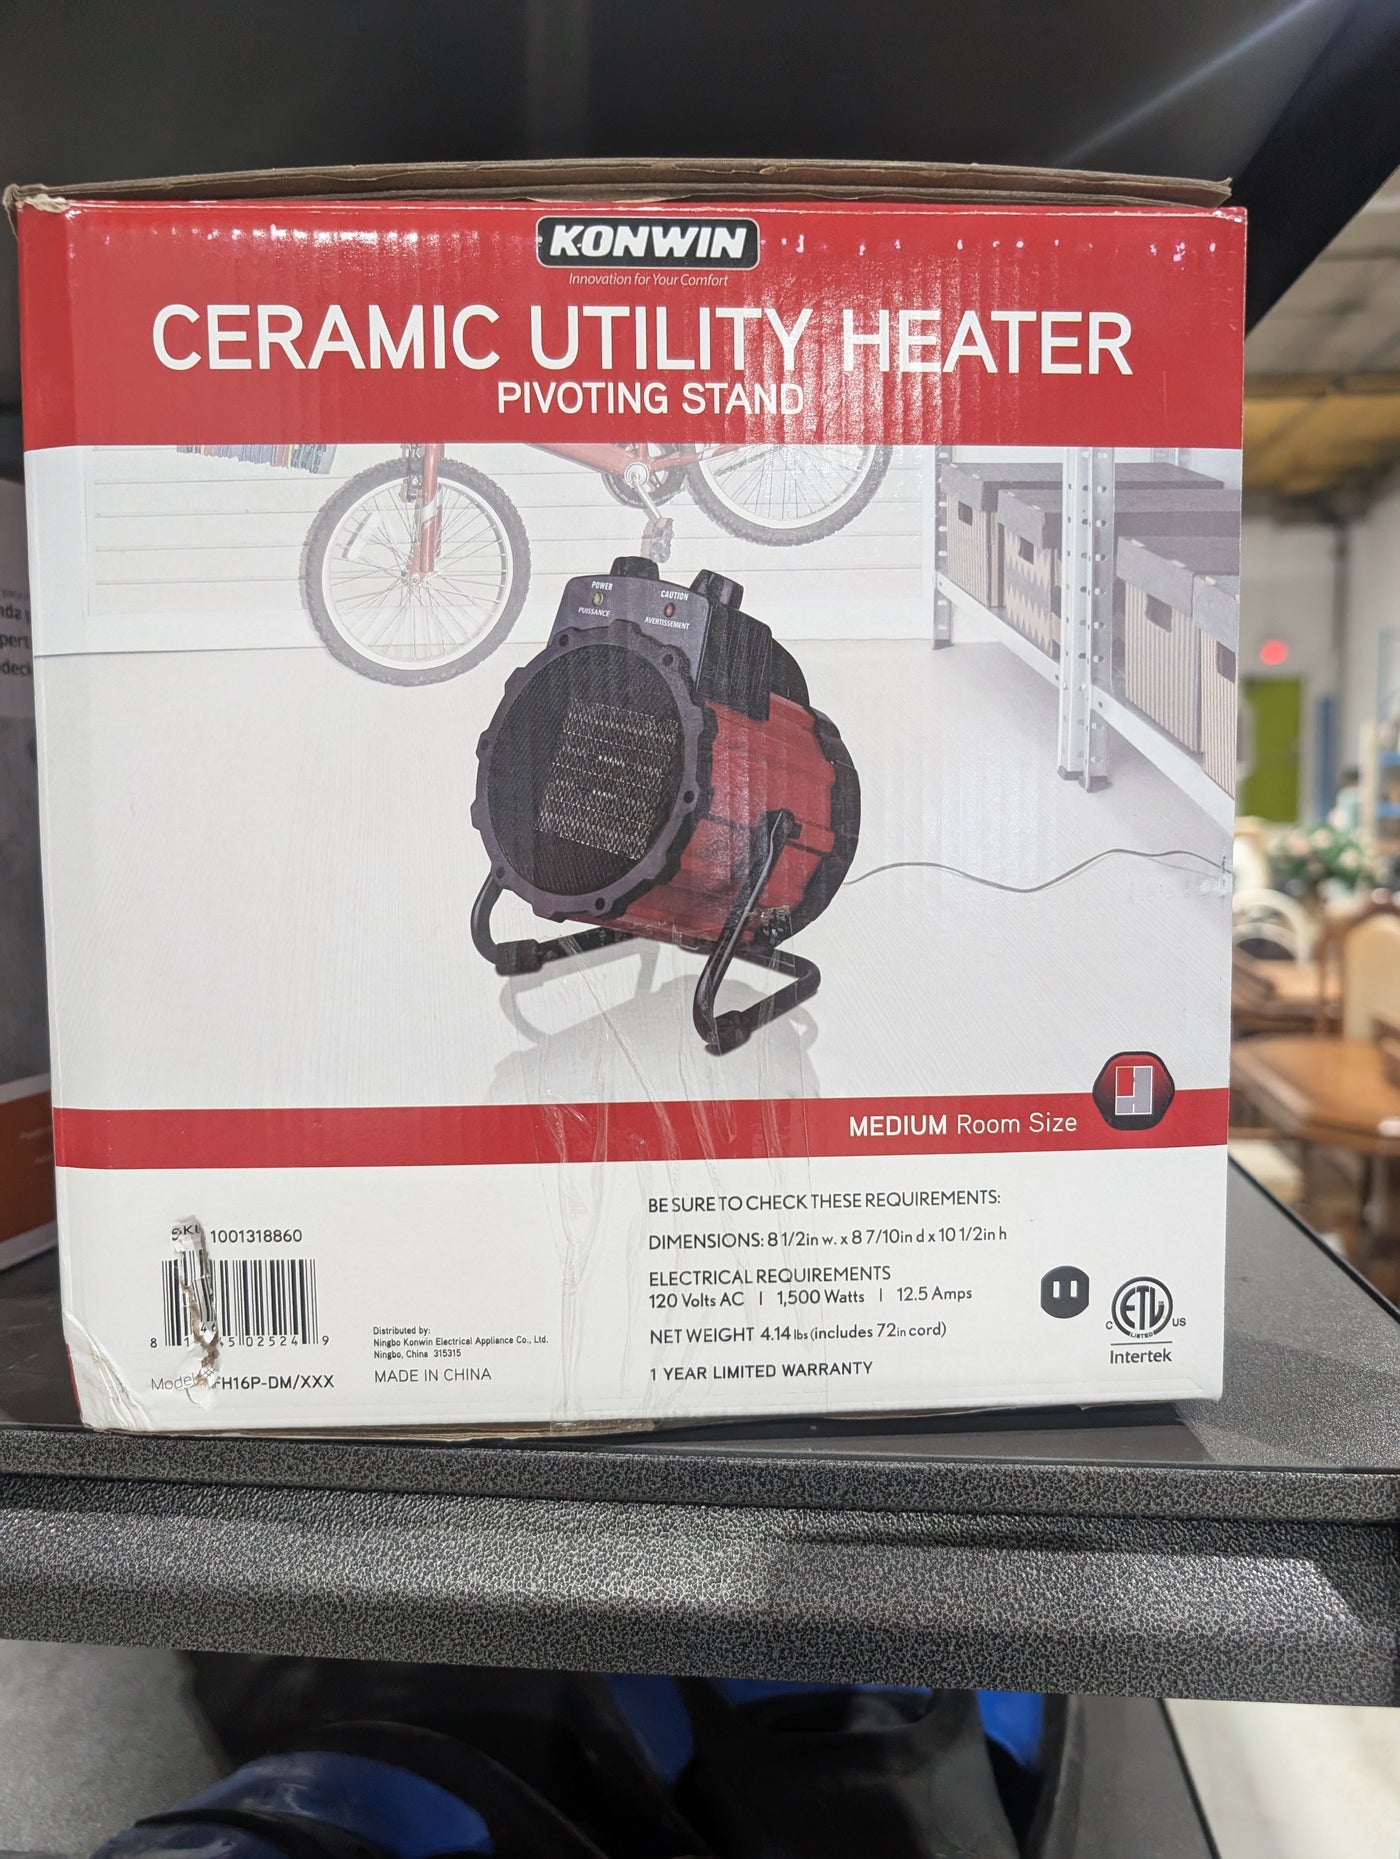 KONWIN
Innovation for Your Comfort
CERAMIC UTILITY HEATER
PIVOTING STAND
POWER
PUISSANCE
CAUTION
AVERTISSEMENT
MEDIUM Room Size
1001318860
BE SURE TO CHECK THESE REQUIREMENTS:
DIMENSIONS: 8 1/2in w. x 8 7/10in d x 10 1/2in h
ELECTRICAL REQUIREMENTS
120 Volts AC | 1,500 Watts | 12.5 Amps
NET WEIGHT 4.14 lbs (includes 72in cord)
1 YEAR LIMITED WARRANTY
Distributed by:
Ningbo Konwin Electrical Appliance Co., Ltd.
Ningbo, China 315315
MADE IN CHINA
FH16P-DM/XXX
ETL
LISTED
C US
Intertek